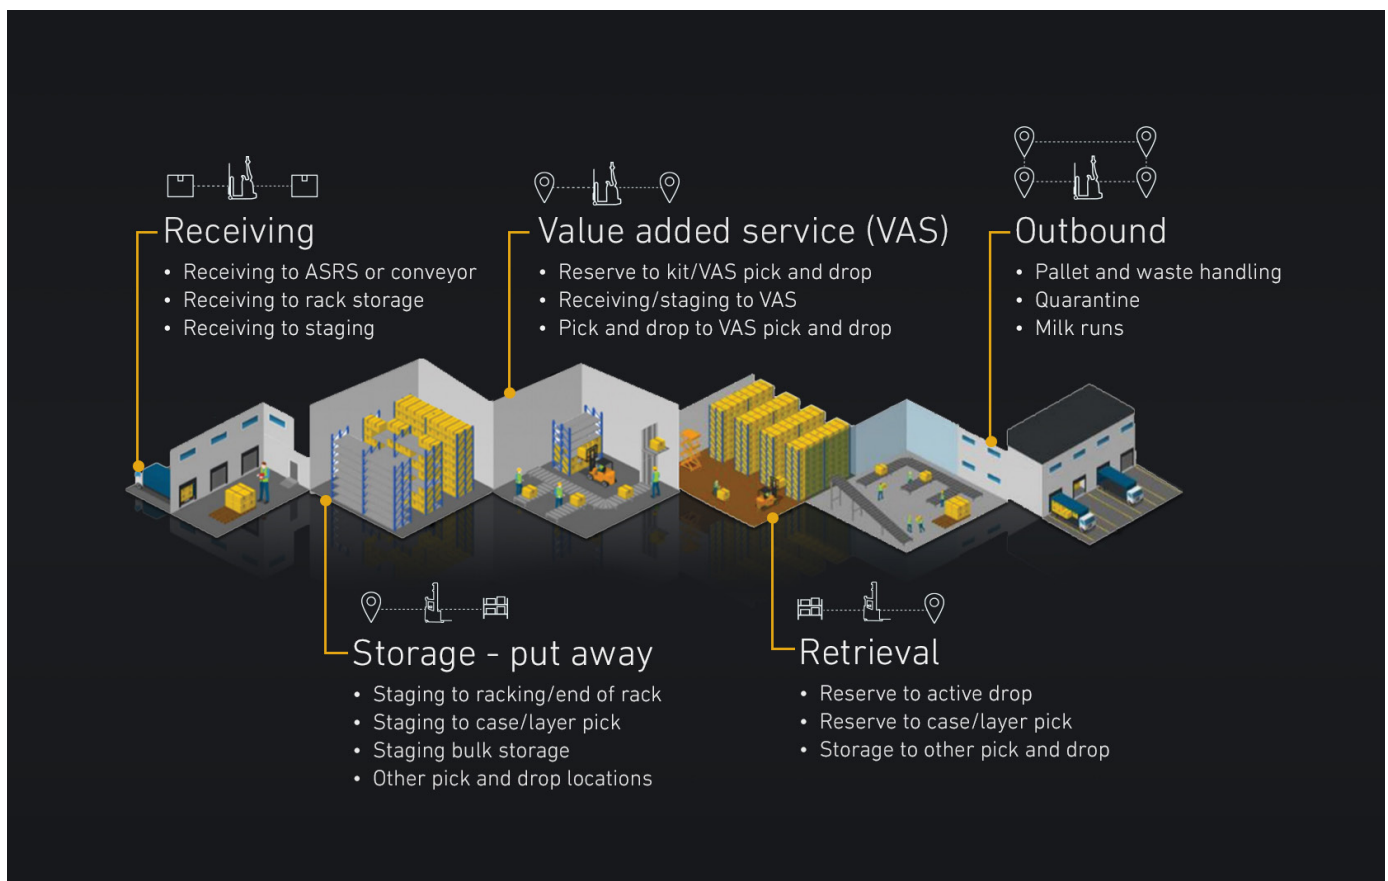 Receiving
• Receiving to ASRS or conveyor
• Receiving to rack storage
• Receiving to staging
Value added service (VAS)
• Reserve to kit/VAS pick and drop
• Receiving/staging to VAS
• Pick and drop to VAS pick and drop
Outbound
• Pallet and waste handling
• Quarantine
• Milk runs
Storage - put away
• Staging to racking/end of rack
• Staging to case/layer pick
• Staging bulk storage
• Other pick and drop locations
Retrieval
• Reserve to active drop
• Reserve to case/layer pick
• Storage to other pick and drop